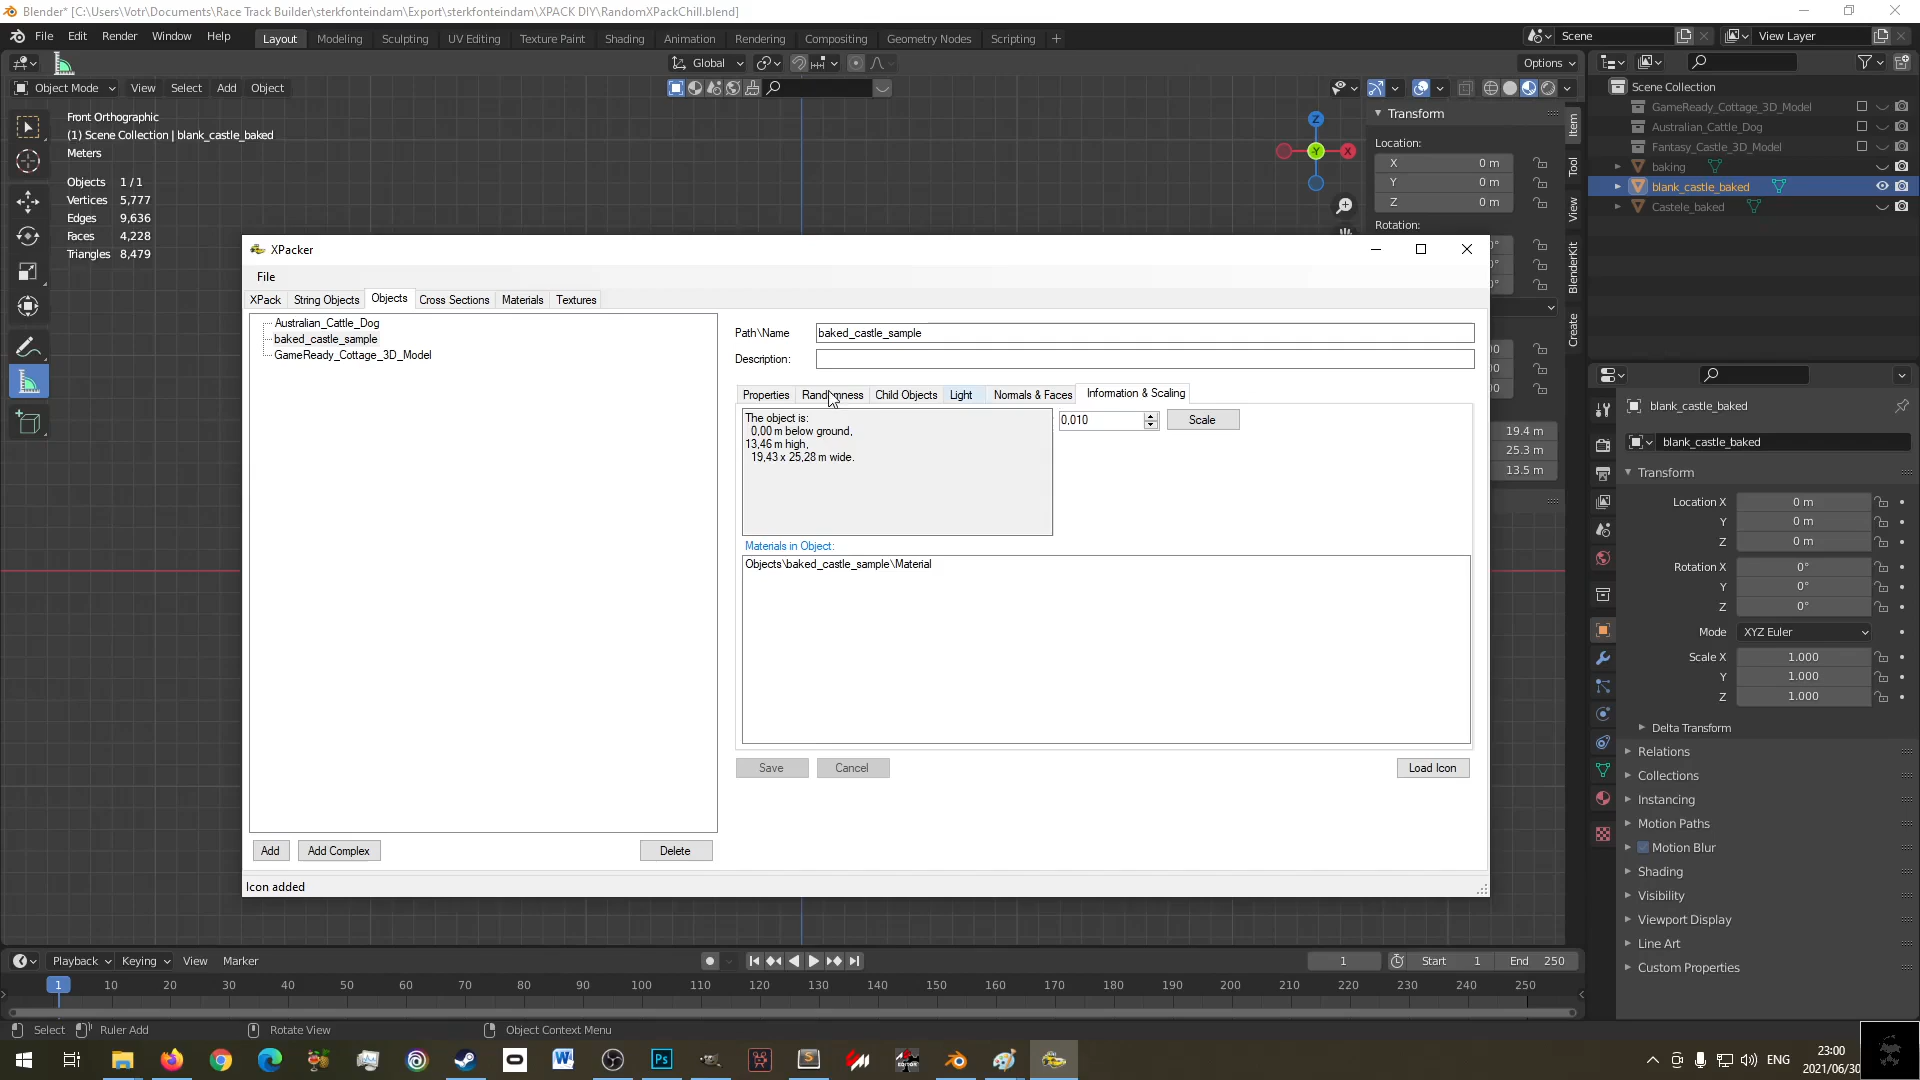 Blender* [C:\Users\Votr\Documents\Race Track Builder\sterkfonteindam\Export\sterkfonteindam\XPACK DIY\RandomXPackChill.blend]
File Edit Render Window Help
Layout Modeling Sculpting UV Editing Texture Paint Shading Animation Rendering Compositing Geometry Nodes Scripting +
Scene
View Layer
Global
Options
Object Mode View Select Add Object
Front Orthographic
(1) Scene Collection | blank_castle_baked
Meters
Objects 1 / 1
Vertices 5,777
Edges 9,636
Faces 4,228
Triangles 8,479
Z
-Y
X
Transform
Location:
X 0 m
Y 0 m
Z 0 m
Rotation:
19.4 m
25.3 m
13.5 m
Item
Tool
View
BlenderKit
Create
Scene Collection
GameReady_Cottage_3D_Model
Australian_Cattle_Dog
Fantasy_Castle_3D_Model
baking
blank_castle_baked
Castele_baked
XPacker
File
XPack String Objects Objects Cross Sections Materials Textures
Australian_Cattle_Dog
baked_castle_sample
GameReady_Cottage_3D_Model
Path\Name baked_castle_sample
Description:
Properties Randomness Child Objects Light Normals & Faces Information & Scaling
The object is:
0,00 m below ground,
13,46 m high,
19,43 x 25,28 m wide.
0,010
Scale
Materials in Object:
Objects\baked_castle_sample\Material
Save Cancel Load Icon
Add Add Complex Delete
Icon added
blank_castle_baked
blank_castle_baked
Transform
Location X 0 m
Y 0 m
Z 0 m
Rotation X 0°
Y 0°
Z 0°
Mode XYZ Euler
Scale X 1.000
Y 1.000
Z 1.000
Delta Transform
Relations
Collections
Instancing
Motion Paths
Motion Blur
Shading
Visibility
Viewport Display
Line Art
Custom Properties
Playback Keying View Marker
1 Start 1 End 250
1 10 20 30 40 50 60 70 80 90 100 110 120 130 140 150 160 170 180 190 200 210 220 230 240 250
Select Ruler Add Rotate View Object Context Menu
ENG
23:00
2021/06/30